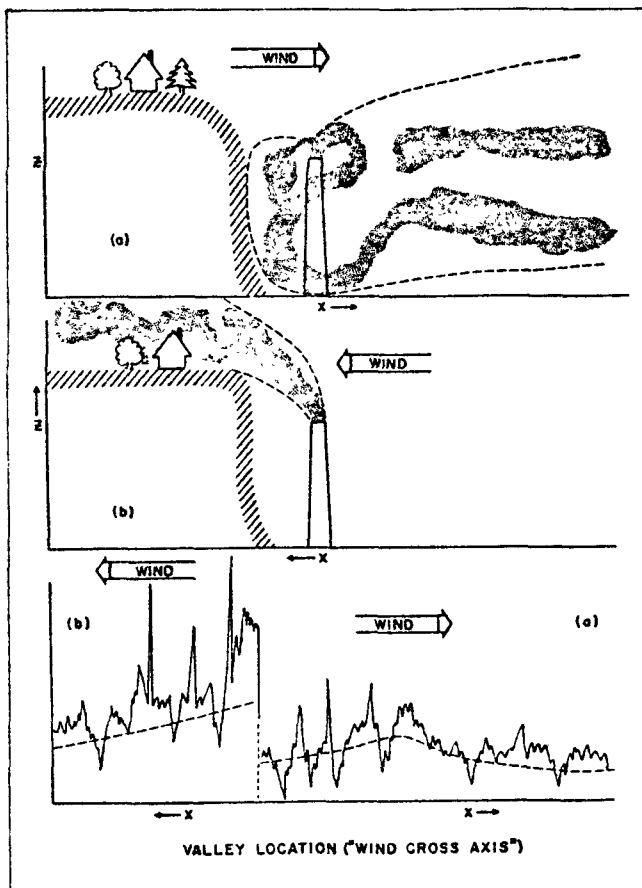 WIND
Z
(a)
X
WIND
Z
(b)
X
WIND
(b)
WIND
(a)
X
X
VALLEY LOCATION ("WIND CROSS AXIS")